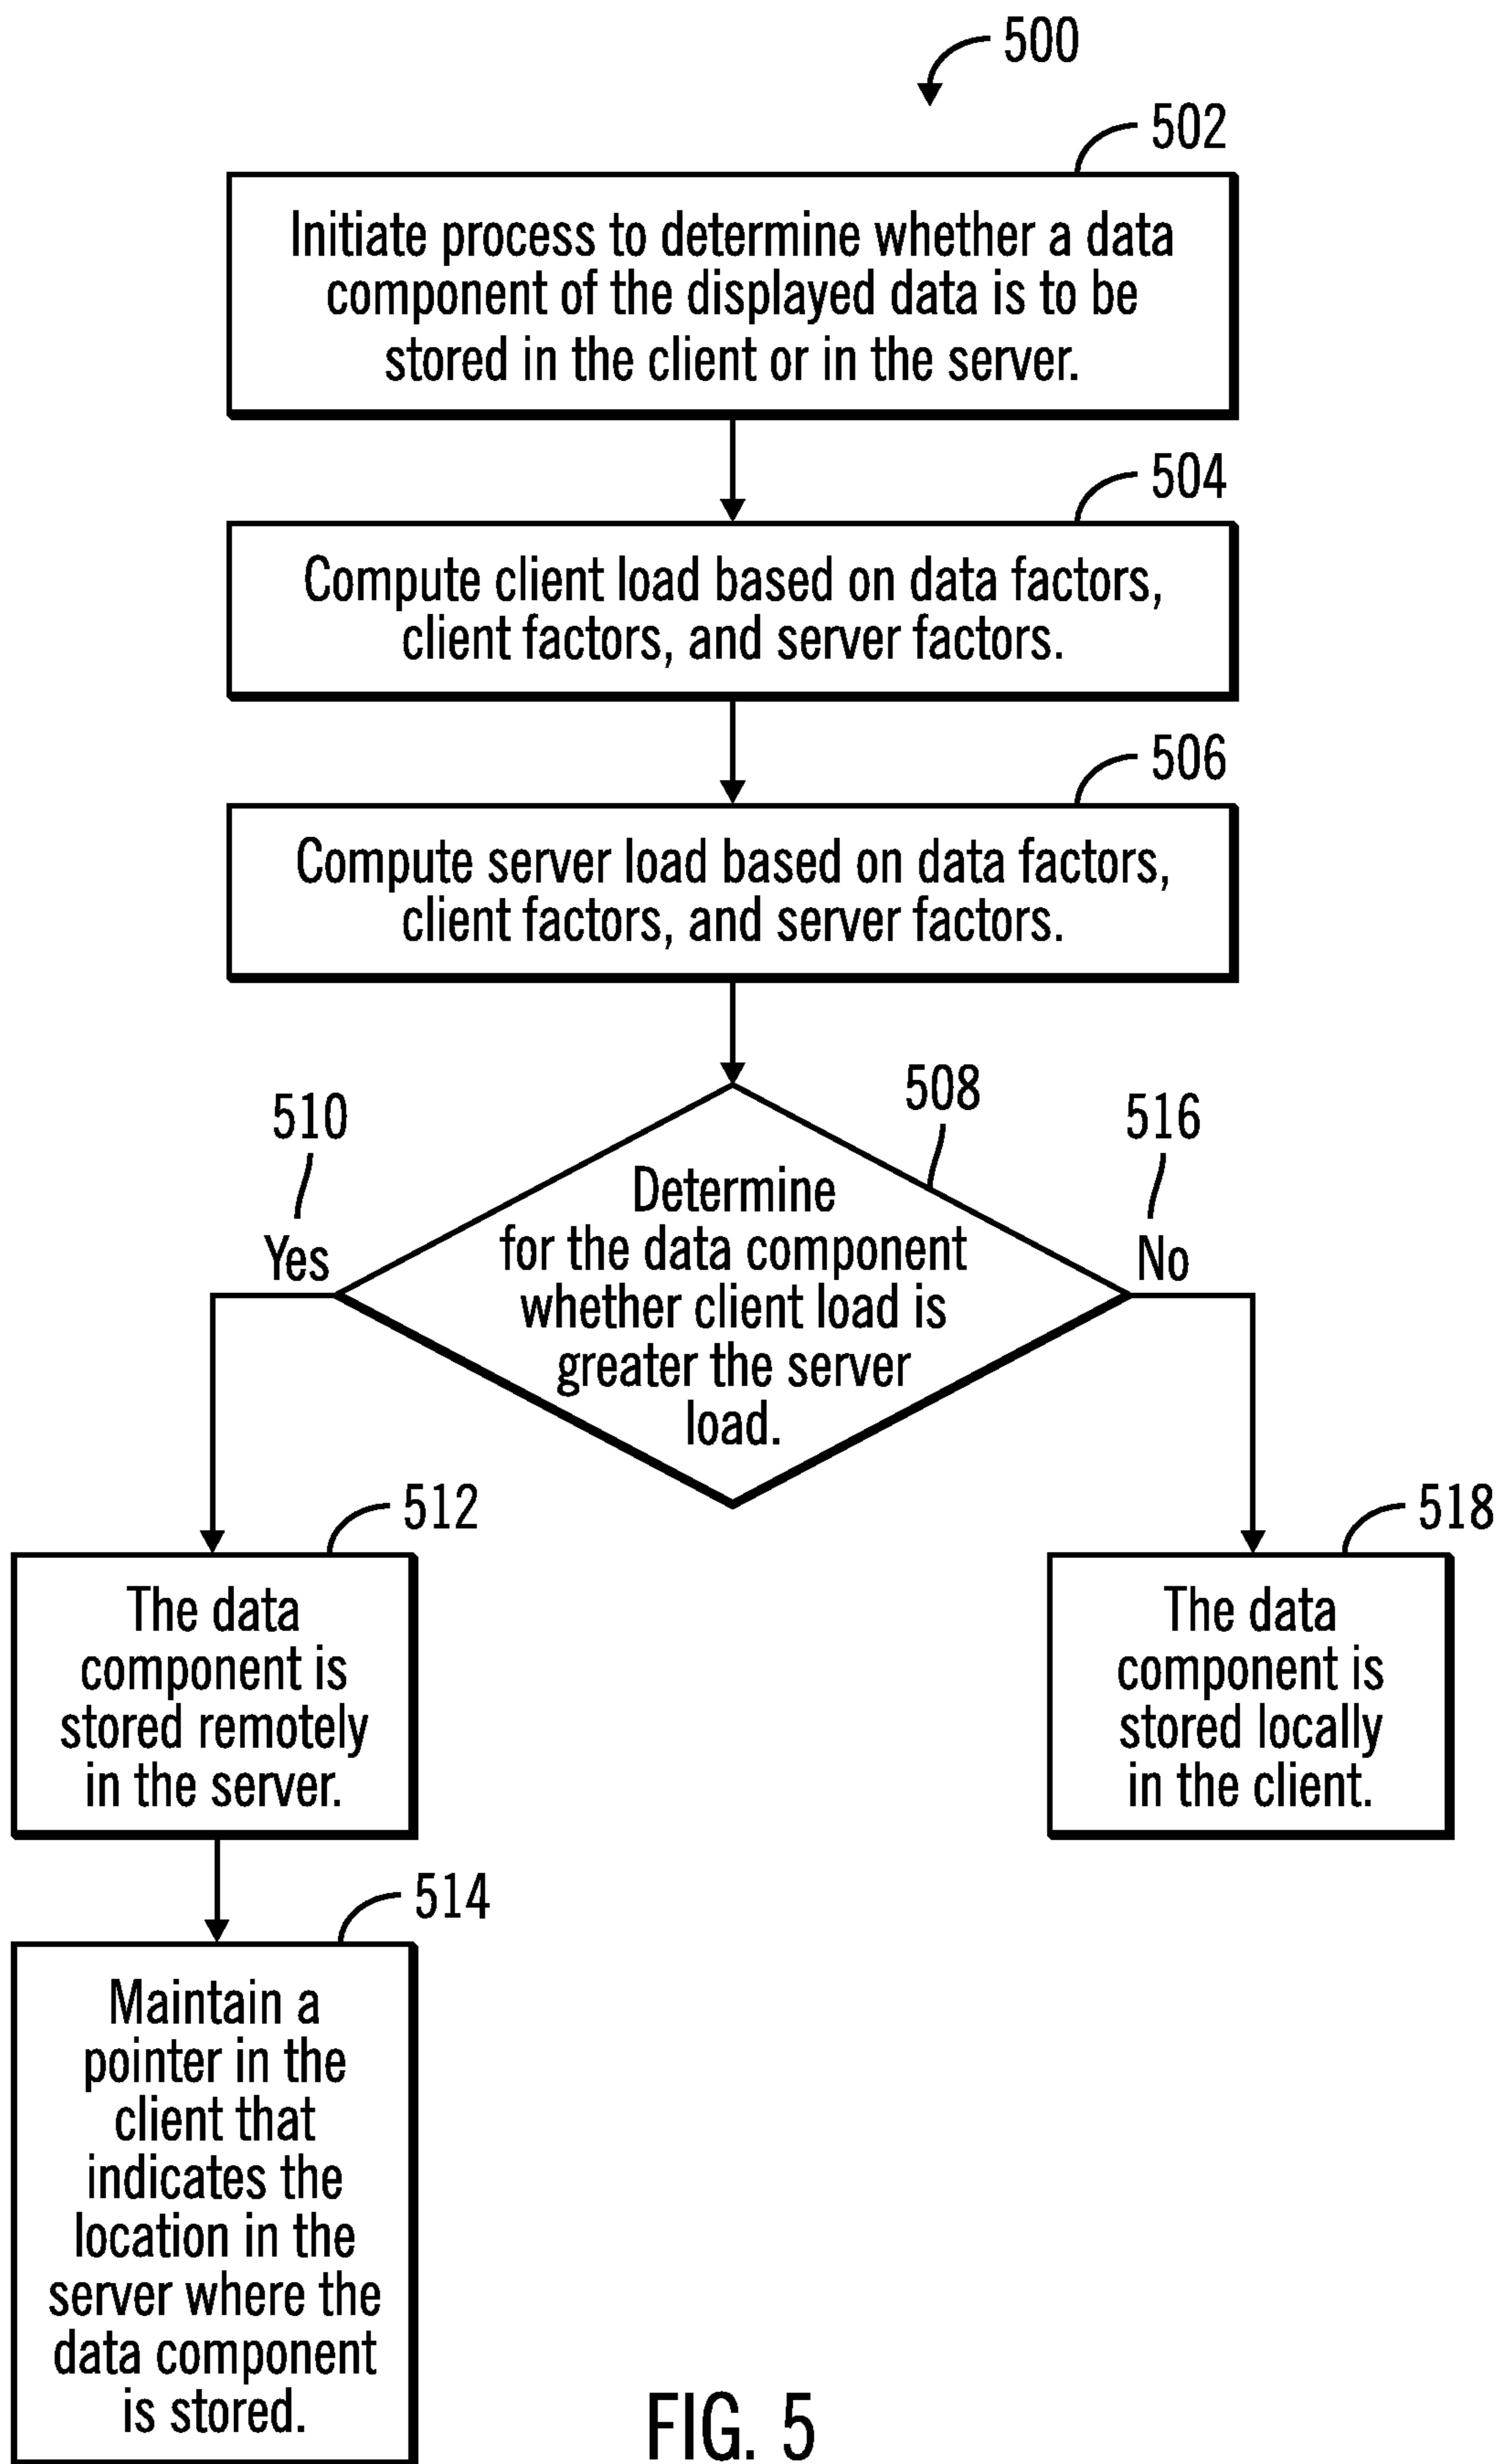 500
502
Initiate process to determine whether a data
component of the displayed data is to be
stored in the client or in the server.
504
Compute client load based on data factors,
client factors, and server factors.
506
Compute server load based on data factors,
client factors, and server factors.
508
510
516
Yes
No
Determine
for the data component
whether client load is
greater the server
load.
512
The data
component is
stored remotely
in the server.
518
The data
component is
stored locally
in the client.
514
Maintain a
pointer in the
client that
indicates the
location in the
server where the
data component
is stored.
FIG. 5